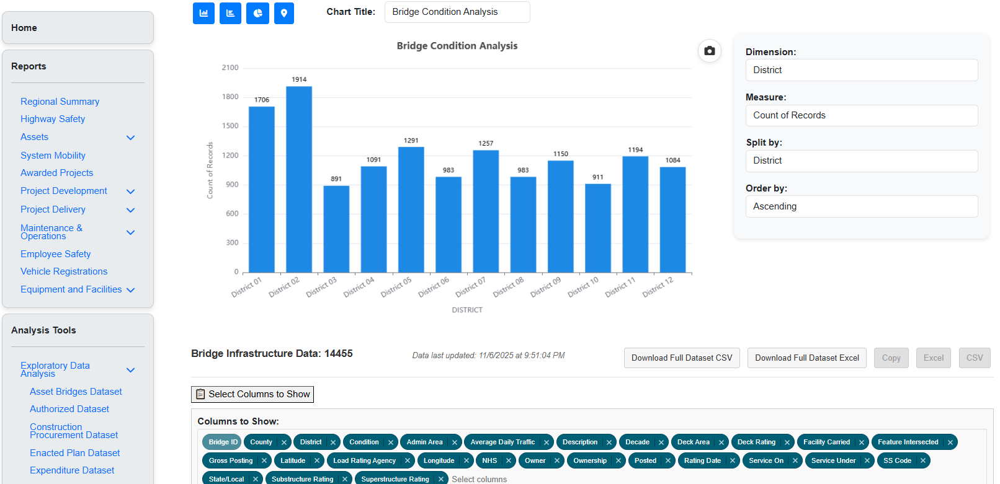 Home
Reports
Regional Summary
Highway Safety
Assets
System Mobility
Awarded Projects
Project Development
Project Delivery
Maintenance &
Operations
Employee Safety
Vehicle Registrations
Equipment and Facilities
Analysis Tools
Exploratory Data
Analysis
Asset Bridges Dataset
Authorized Dataset
Construction
Procurement Dataset
Enacted Plan Dataset
Expenditure Dataset
Chart Title: Bridge Condition Analysis
Bridge Condition Analysis
2100
1800
1500
1200
900
600
300
0
Count of Records
1706
1914
891
1091
1291
983
1257
983
1150
911
1194
1084
District 01
District 02
District 03
District 04
District 05
District 06
District 07
District 08
District 09
District 10
District 11
District 12
DISTRICT
Dimension:
District
Measure:
Count of Records
Split by:
District
Order by:
Ascending
Bridge Infrastructure Data: 14455
Data last updated: 11/6/2025 at 9:51:04 PM
Download Full Dataset CSV
Download Full Dataset Excel
Copy
Excel
CSV
Select Columns to Show
Columns to Show:
Bridge ID County × District × Condition × Admin Area × Average Daily Traffic × Description × Decade × Deck Area × Deck Rating × Facility Carried × Feature Intersected ×
Gross Posting × Latitude × Load Rating Agency × Longitude × NHS × Owner × Ownership × Posted × Rating Date × Service On × Service Under × SS Code ×
State/Local × Substructure Rating × Superstructure Rating × Select columns